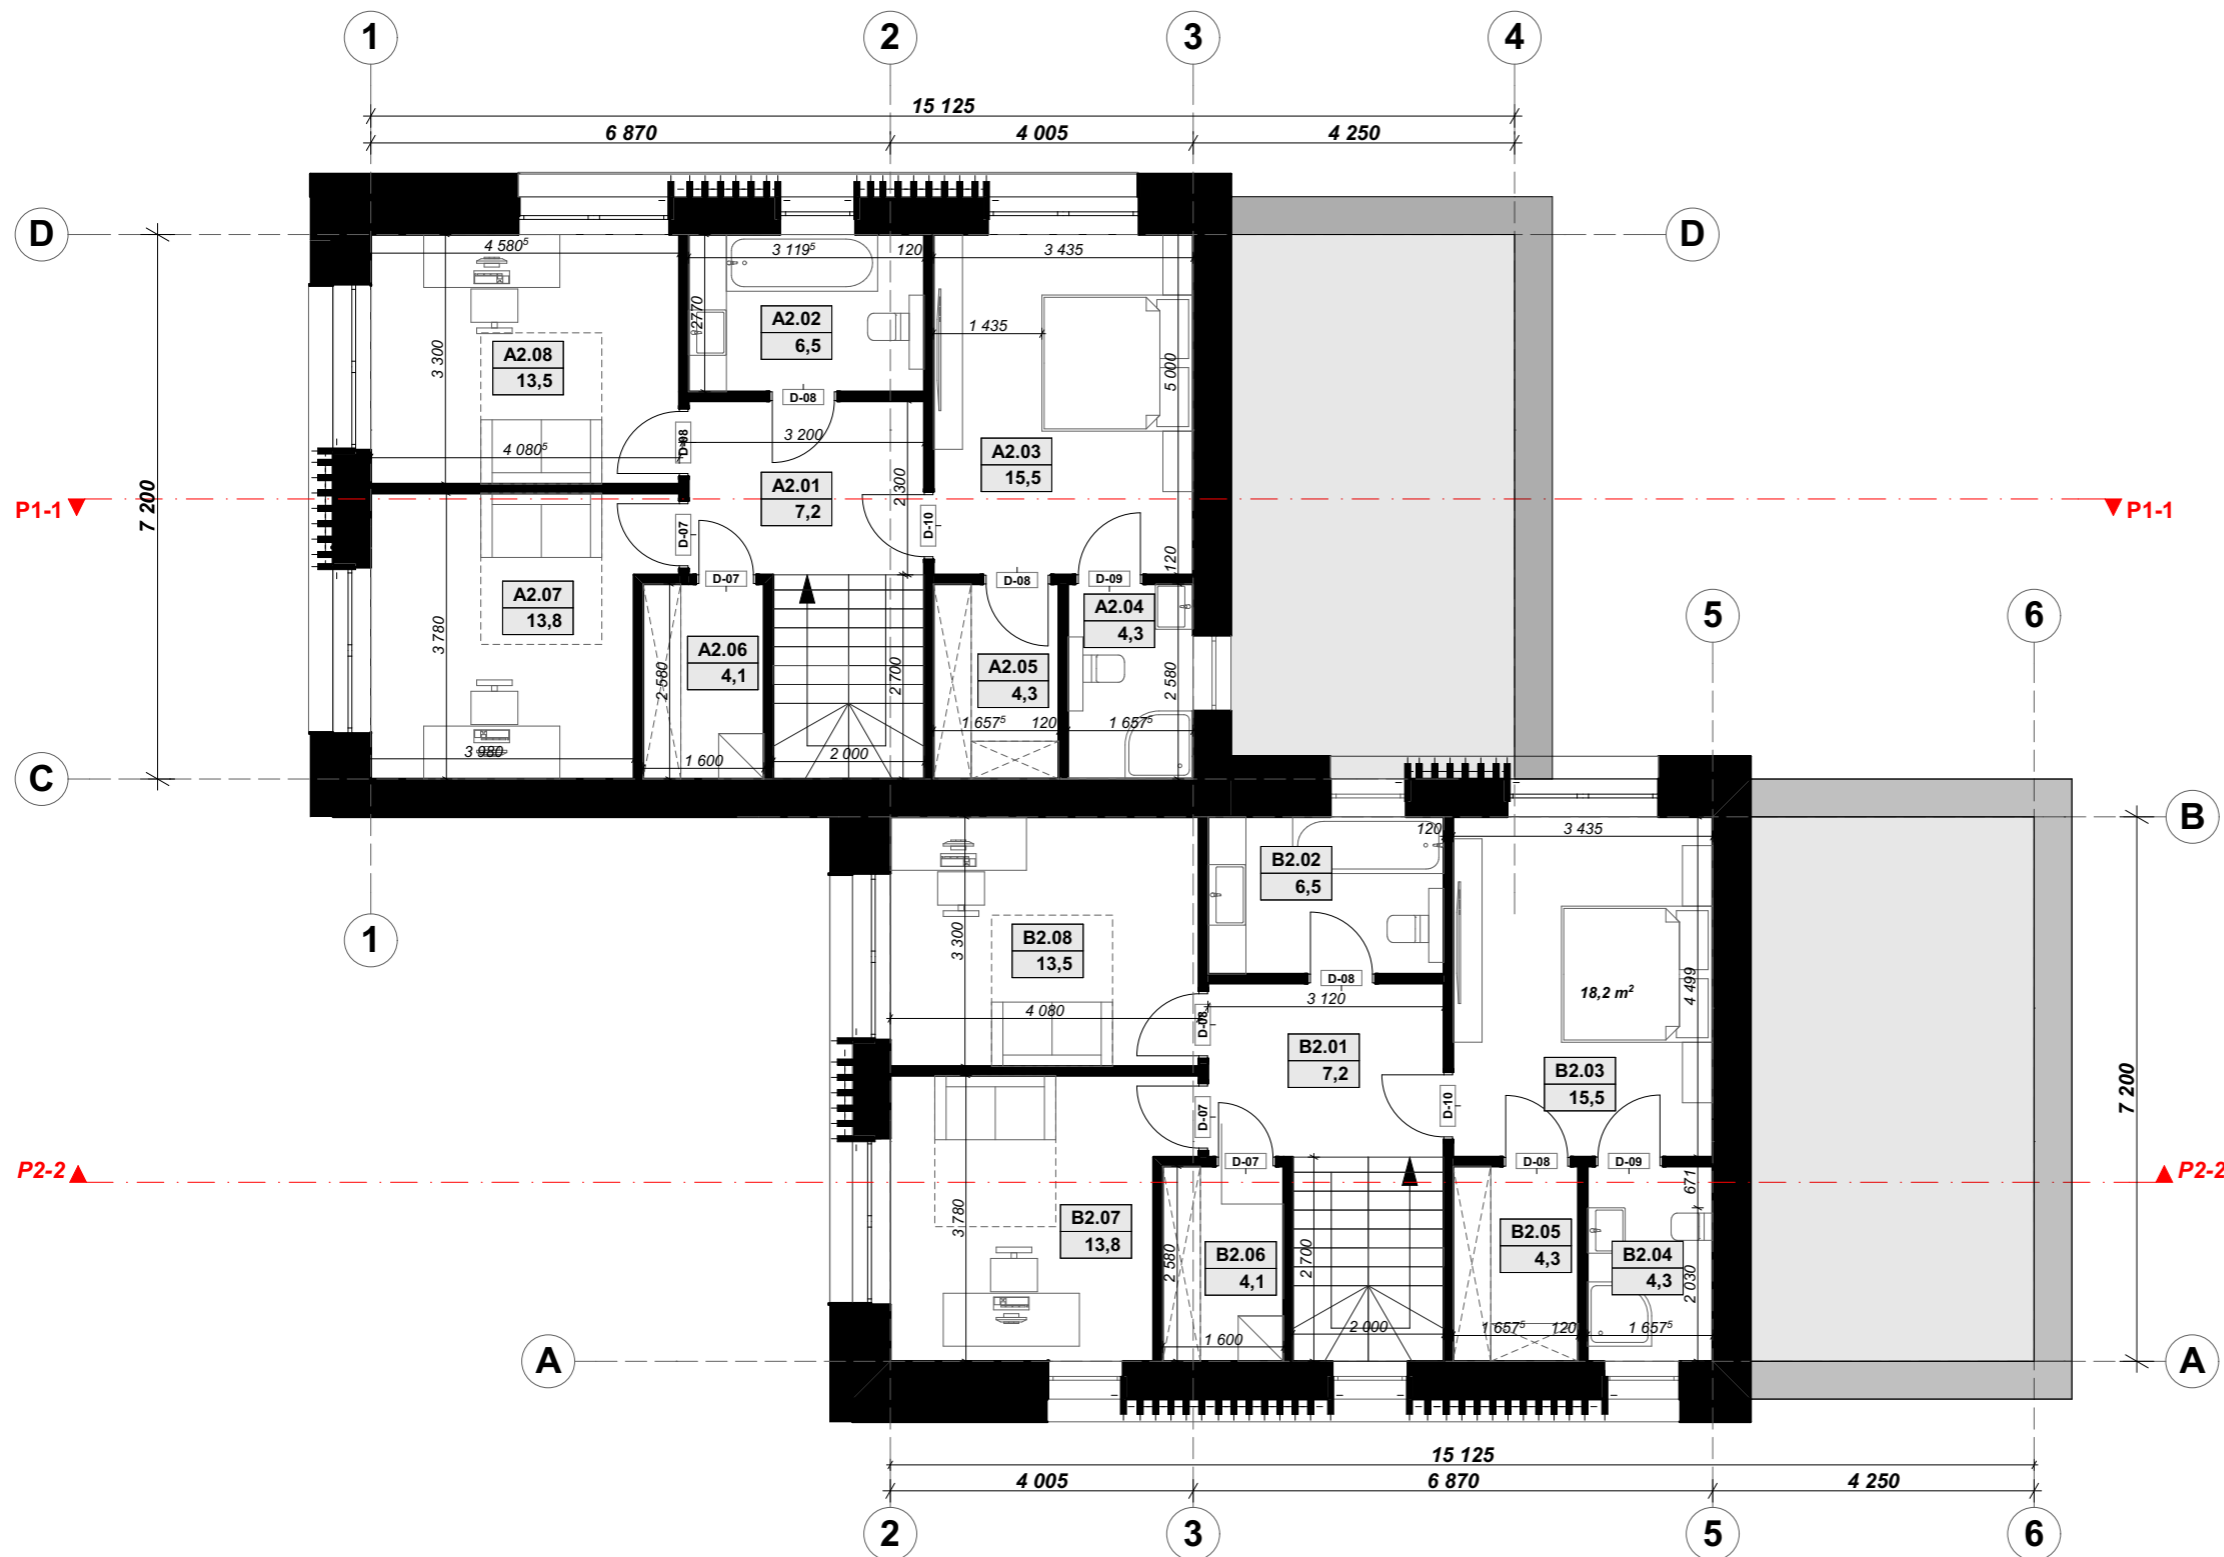 1 2 3 4
15 125
6 870 4 005 4 250
D D
4 580⁵ 3 119⁵ 120 3 435
2770
A2.02
6,5
1 435
A2.08
13,5
3 300
5 000
D-08
D-08
3 200
4 080⁵
A2.03
15,5
A2.01
7,2
2 300
P1-1 P1-1
7 200
D-07
D-10
120
D-07 D-08 D-09
A2.07
13,8
A2.04
4,3
5 6
3 780
A2.06
4,1
A2.05
4,3
2 580
2 700
2 580
1 657⁵ 120 1 657⁵
3 980 1 600 2 000
C
B
120 3 435
B2.02
6,5
1
B2.08
13,5
3 300
D-08
4 499
18,2 m²
3 120
4 080
D-08
B2.01
7,2
B2.03
15,5
D-07
D-10
7 200
D-07 D-08 D-09
P2-2 P2-2
671
B2.07
13,8
3 780
B2.06
4,1
B2.05
4,3
B2.04
4,3
2 580
2 700
2 030
1 600 2 000 1 657⁵ 120 1 657⁵
A A
15 125
4 005 6 870 4 250
2 3 5 6